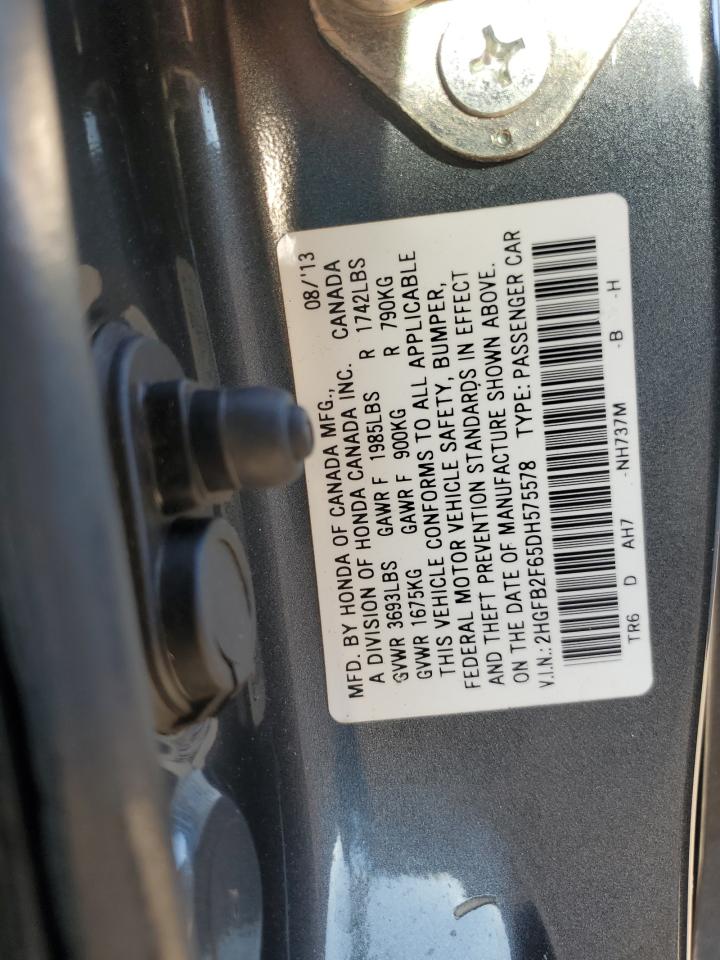 08/'13
MFD. BY HONDA OF CANADA MFG.,
A DIVISION OF HONDA CANADA INC. CANADA
GVWR 3693LBS GAWR F 1985LBS R 1742LBS
GVWR 1675KG GAWR F 900KG R 790KG
THIS VEHICLE CONFORMS TO ALL APPLICABLE
FEDERAL MOTOR VEHICLE SAFETY, BUMPER,
AND THEFT PREVENTION STANDARDS IN EFFECT
ON THE DATE OF MANUFACTURE SHOWN ABOVE.
V.I.N.: 2HGFB2F65DH575578 TYPE: PASSENGER CAR
TR6 D AH7 -NH737M -B -H